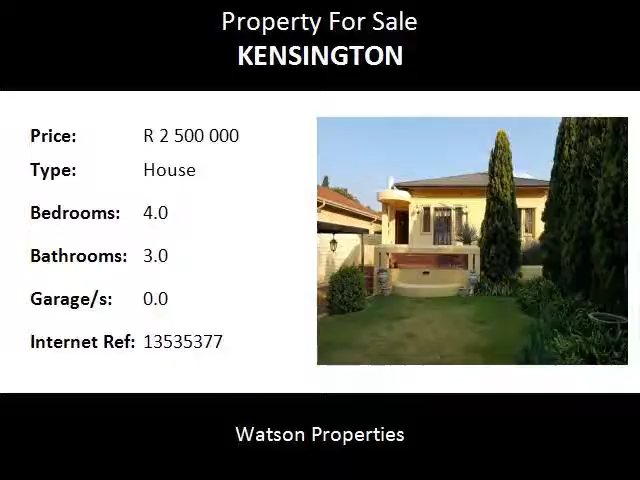 Property For Sale
KENSINGTON
Price: R 2 500 000
Type: House
Bedrooms: 4.0
Bathrooms: 3.0
Garage/s: 0.0
Internet Ref: 13535377
Watson Properties